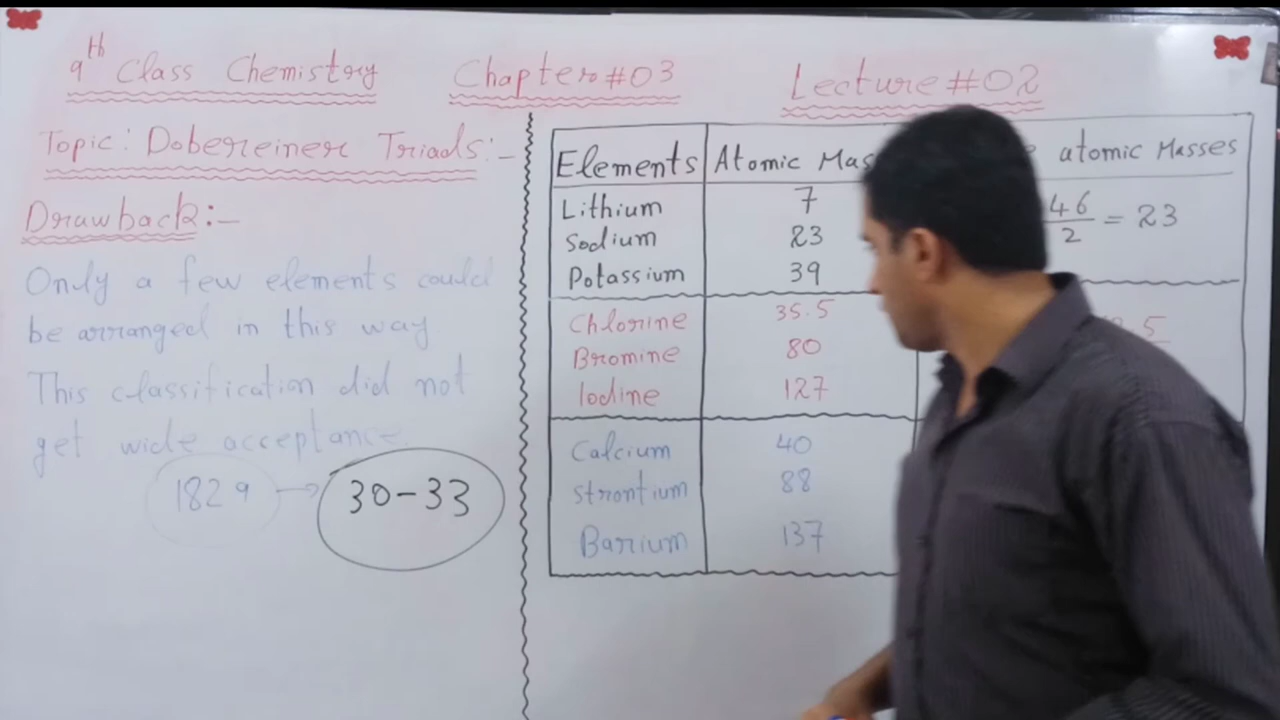 9th Class Chemistry Chapter#03 Lecture#02
Topic: Dobereiner Triads:-
Drawback:-
Only a few elements could
be arranged in this way.
This classification did not
get wide acceptance.
1829 → 30-33
Elements Atomic Mas atomic Masses
Lithium 7
Sodium 23
Potassium 39
46/2 = 23
Chlorine 35.5
Bromine 80
Iodine 127
Calcium 40
Strontium 88
Barium 137